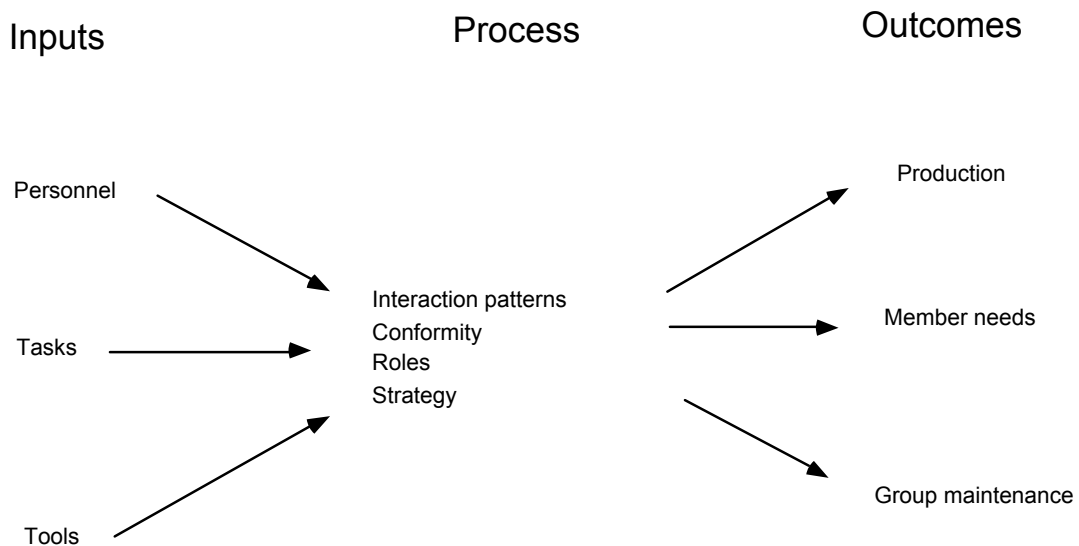 Inputs
Process
Outcomes
Personnel
Tasks
Tools
Interaction patterns
Conformity
Roles
Strategy
Production
Member needs
Group maintenance